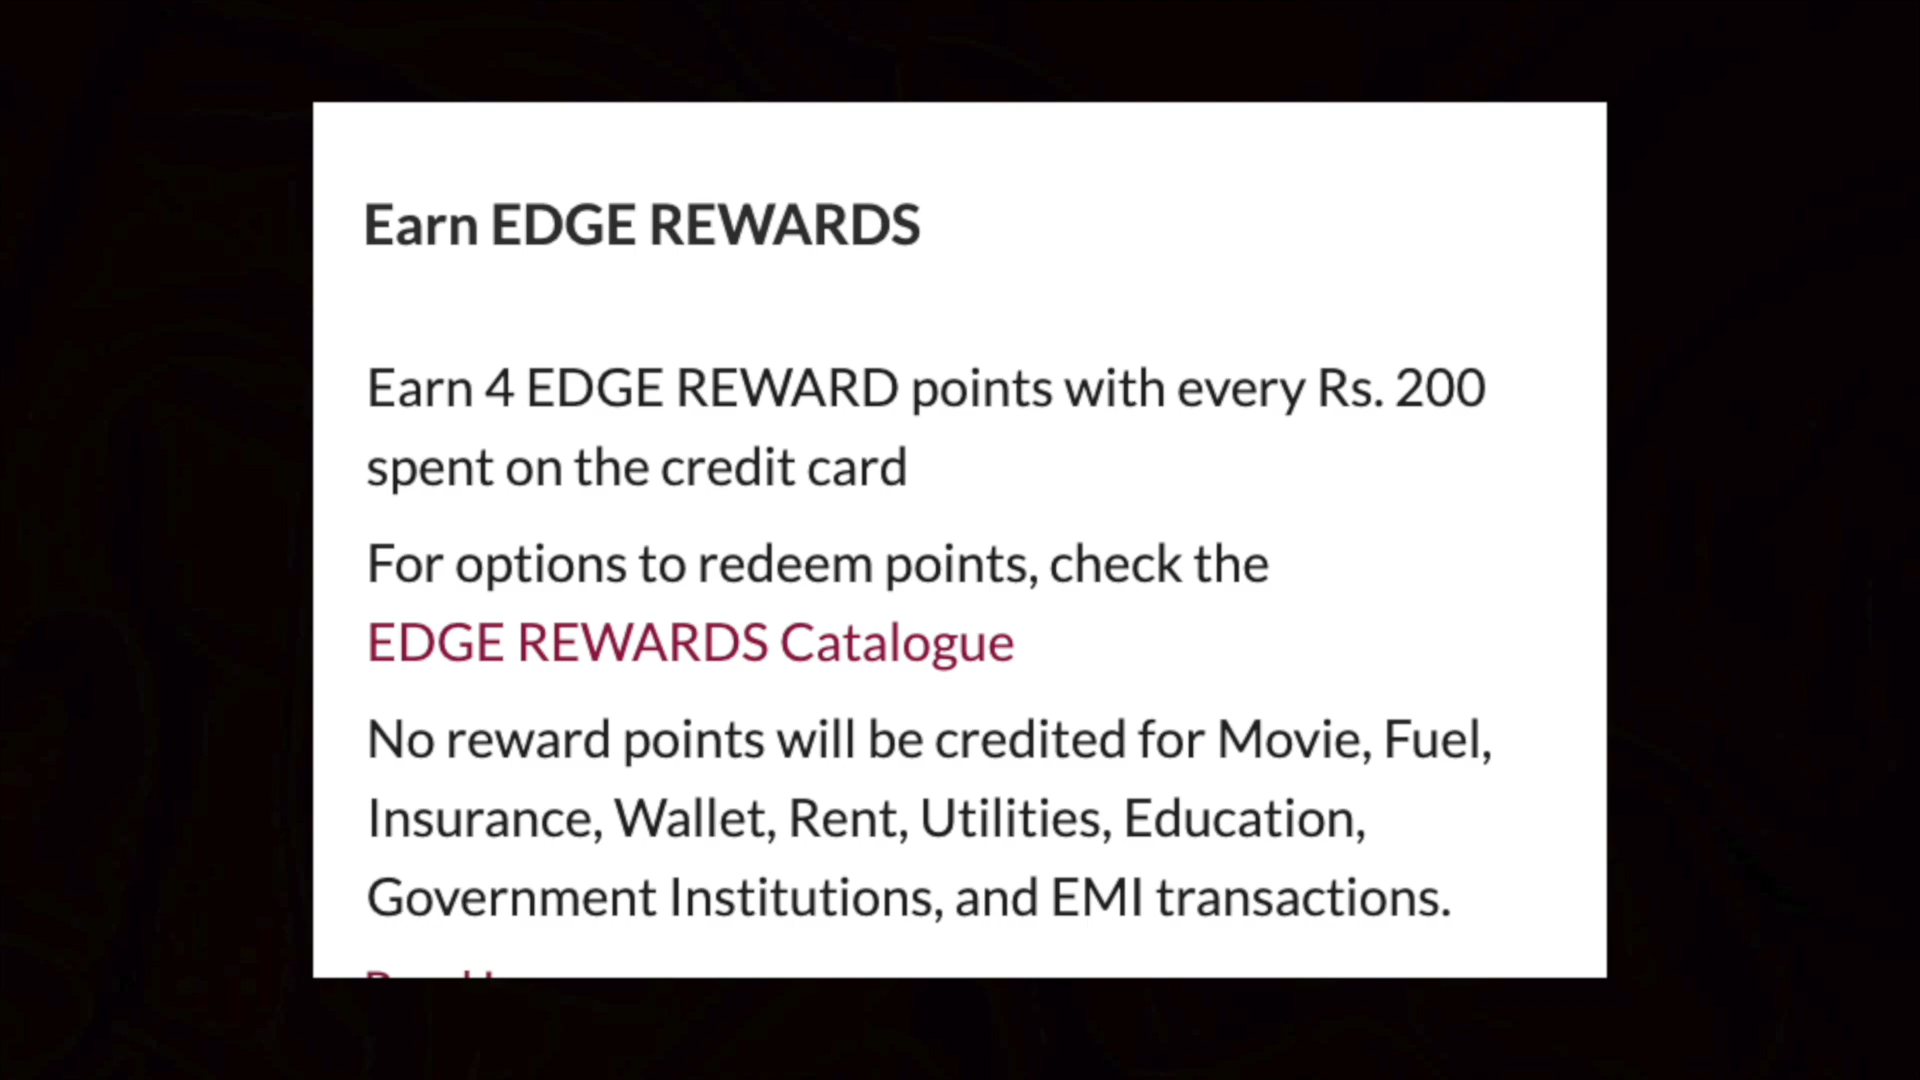 Earn EDGE REWARDS
Earn 4 EDGE REWARD points with every Rs. 200
spent on the credit card
For options to redeem points, check the
EDGE REWARDS Catalogue
No reward points will be credited for Movie, Fuel,
Insurance, Wallet, Rent, Utilities, Education,
Government Institutions, and EMI transactions.